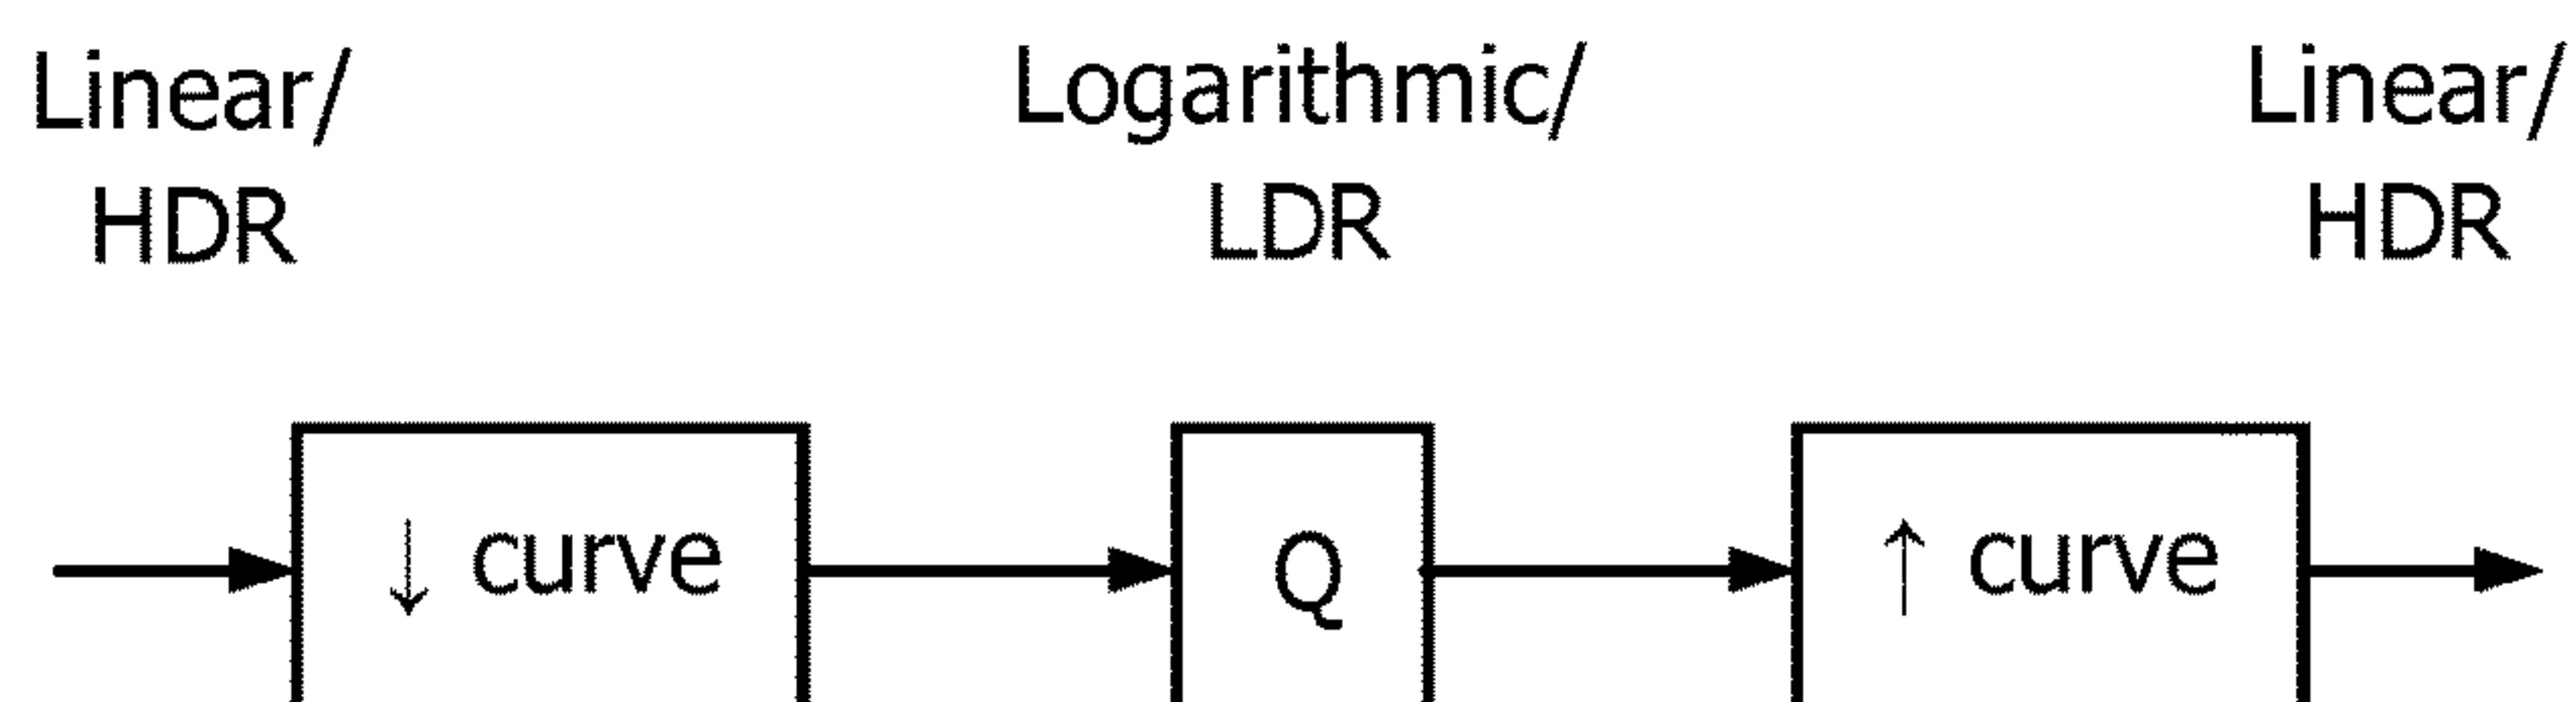 Linear/
HDR
Logarithmic/
LDR
Linear/
HDR
↓ curve
Q
↑ curve